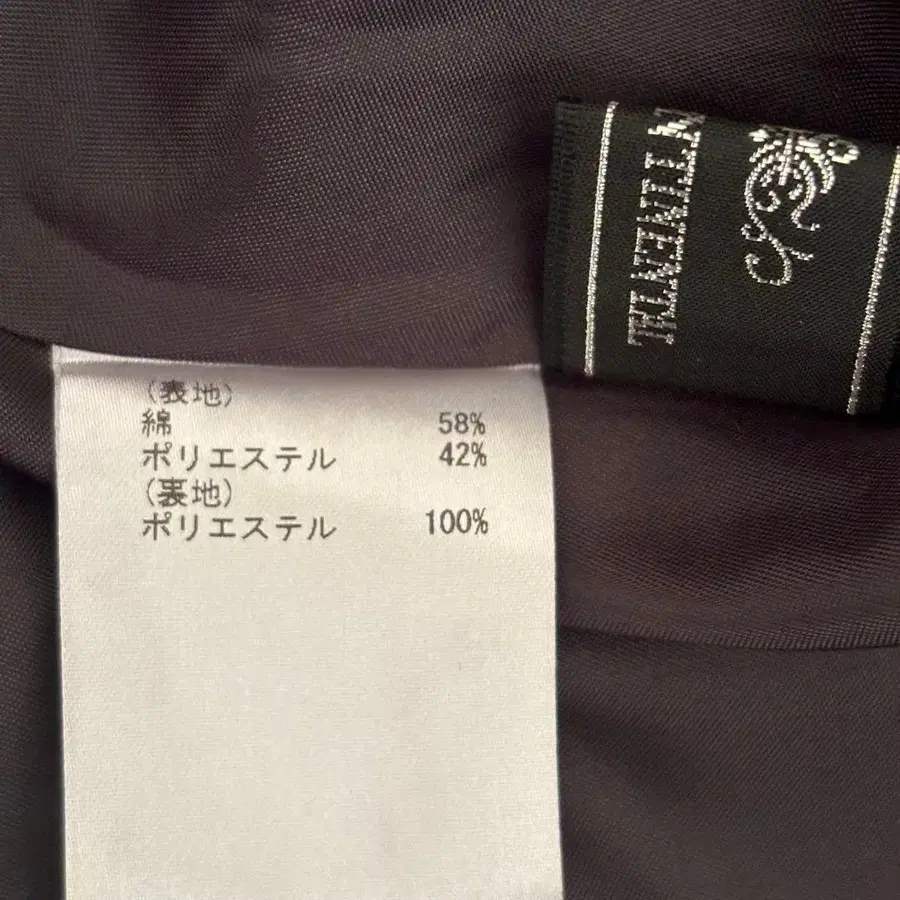 (表地)
綿 58%
ポリエステル 42%
(裏地)
ポリエステル 100%